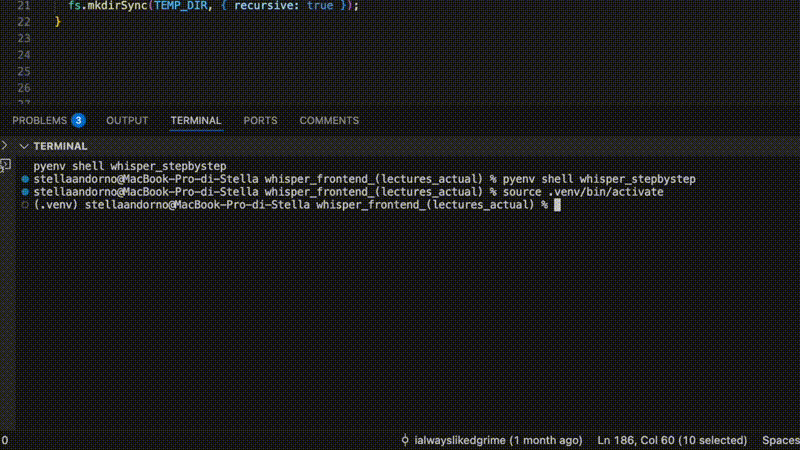 21 fs.mkdirSync(TEMP_DIR, { recursive: true });
22 }
23
24
25
26
PROBLEMS 3 OUTPUT TERMINAL PORTS COMMENTS
TERMINAL
pyenv shell whisper_stepbystep
stellaandorno@MacBook-Pro-di-Stella whisper_frontend_(lectures_actual) % pyenv shell whisper_stepbystep
stellaandorno@MacBook-Pro-di-Stella whisper_frontend_(lectures_actual) % source .venv/bin/activate
(.venv) stellaandorno@MacBook-Pro-di-Stella whisper_frontend_(lectures_actual) %
0 ialwayslikedgrime (1 month ago) Ln 186, Col 60 (10 selected) Spaces